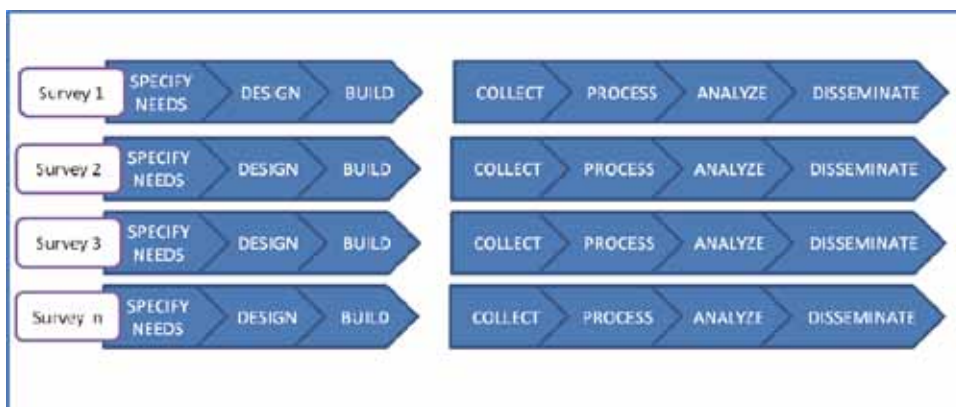 Survey 1 SPECIFY NEEDS DESIGN BUILD COLLECT PROCESS ANALYZE DISSEMINATE
Survey 2 SPECIFY NEEDS DESIGN BUILD COLLECT PROCESS ANALYZE DISSEMINATE
Survey 3 SPECIFY NEEDS DESIGN BUILD COLLECT PROCESS ANALYZE DISSEMINATE
Survey n SPECIFY NEEDS DESIGN BUILD COLLECT PROCESS ANALYZE DISSEMINATE